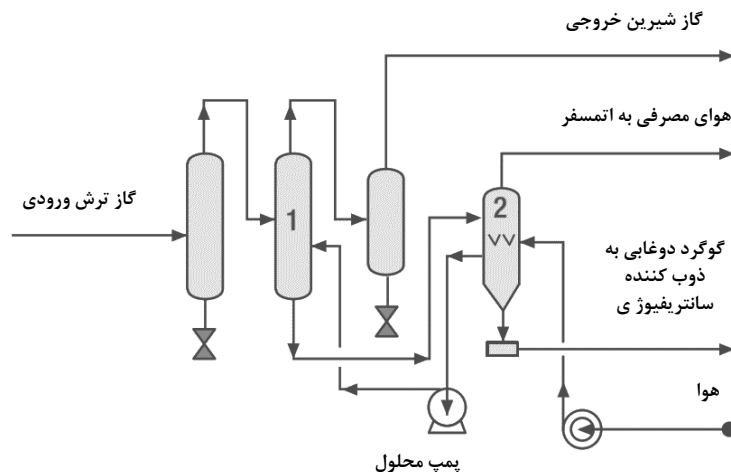 گاز شیرین خروجی
هوای مصرفی به اتمسفر
گاز ترش ورودی
1
2
گوگرد دوغابی به
ذوب کننده
سانتریفیوژ ی
هوا
پمپ محلول